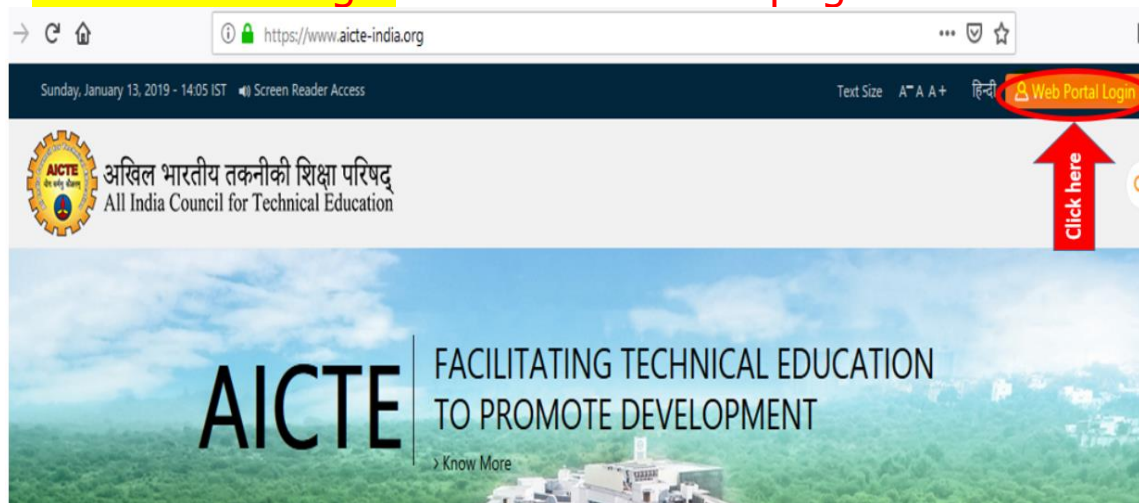 https://www.aicte-india.org
Sunday, January 13, 2019 - 14:05 IST Screen Reader Access Text Size A- A A+ हिन्दी Web Portal Login
Click here
AICTE
अखिल भारतीय तकनीकी शिक्षा परिषद्
All India Council for Technical Education
AICTE
FACILITATING TECHNICAL EDUCATION
TO PROMOTE DEVELOPMENT
> Know More